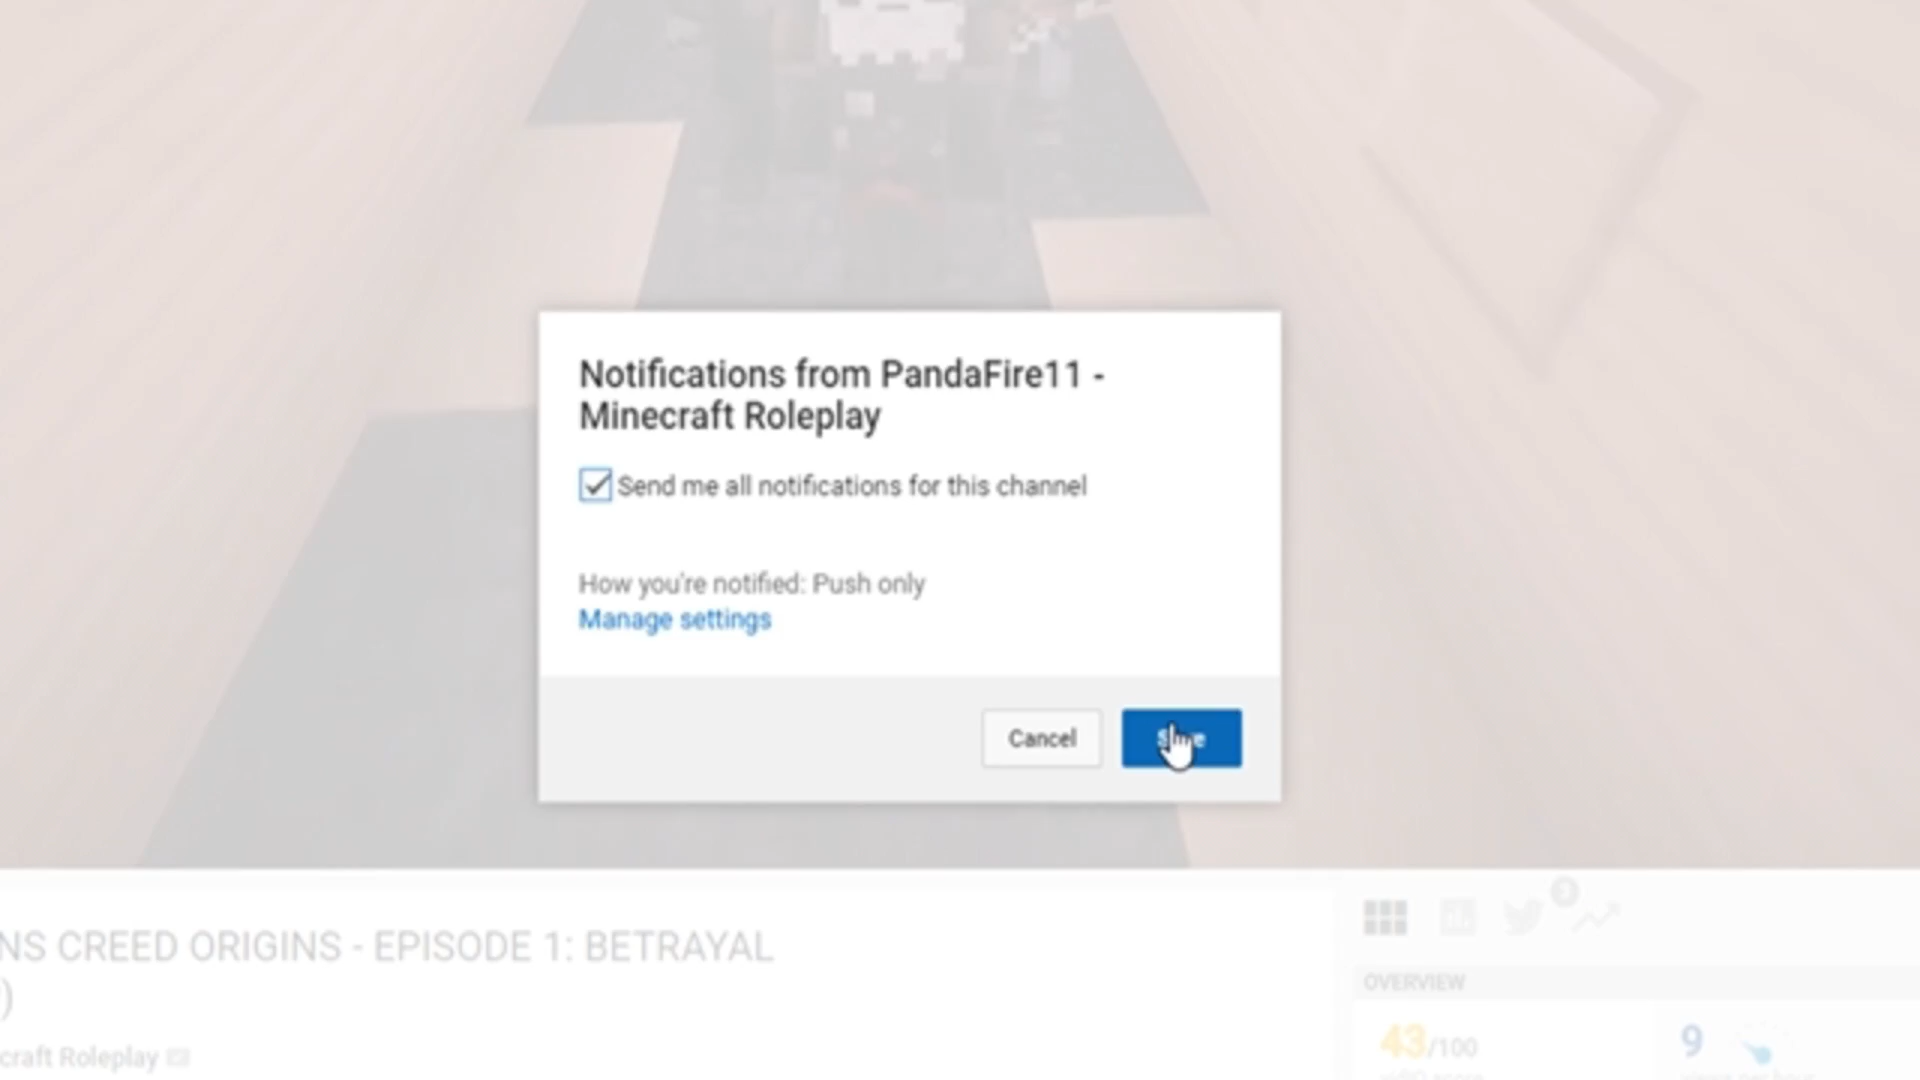 Notifications from PandaFire11 -
Minecraft Roleplay
Send me all notifications for this channel
How you're notified: Push only
Manage settings
Cancel
NS CREED ORIGINS - EPISODE 1: BETRAYAL
)
craft Roleplay
3
OVERVIEW
43/100
9